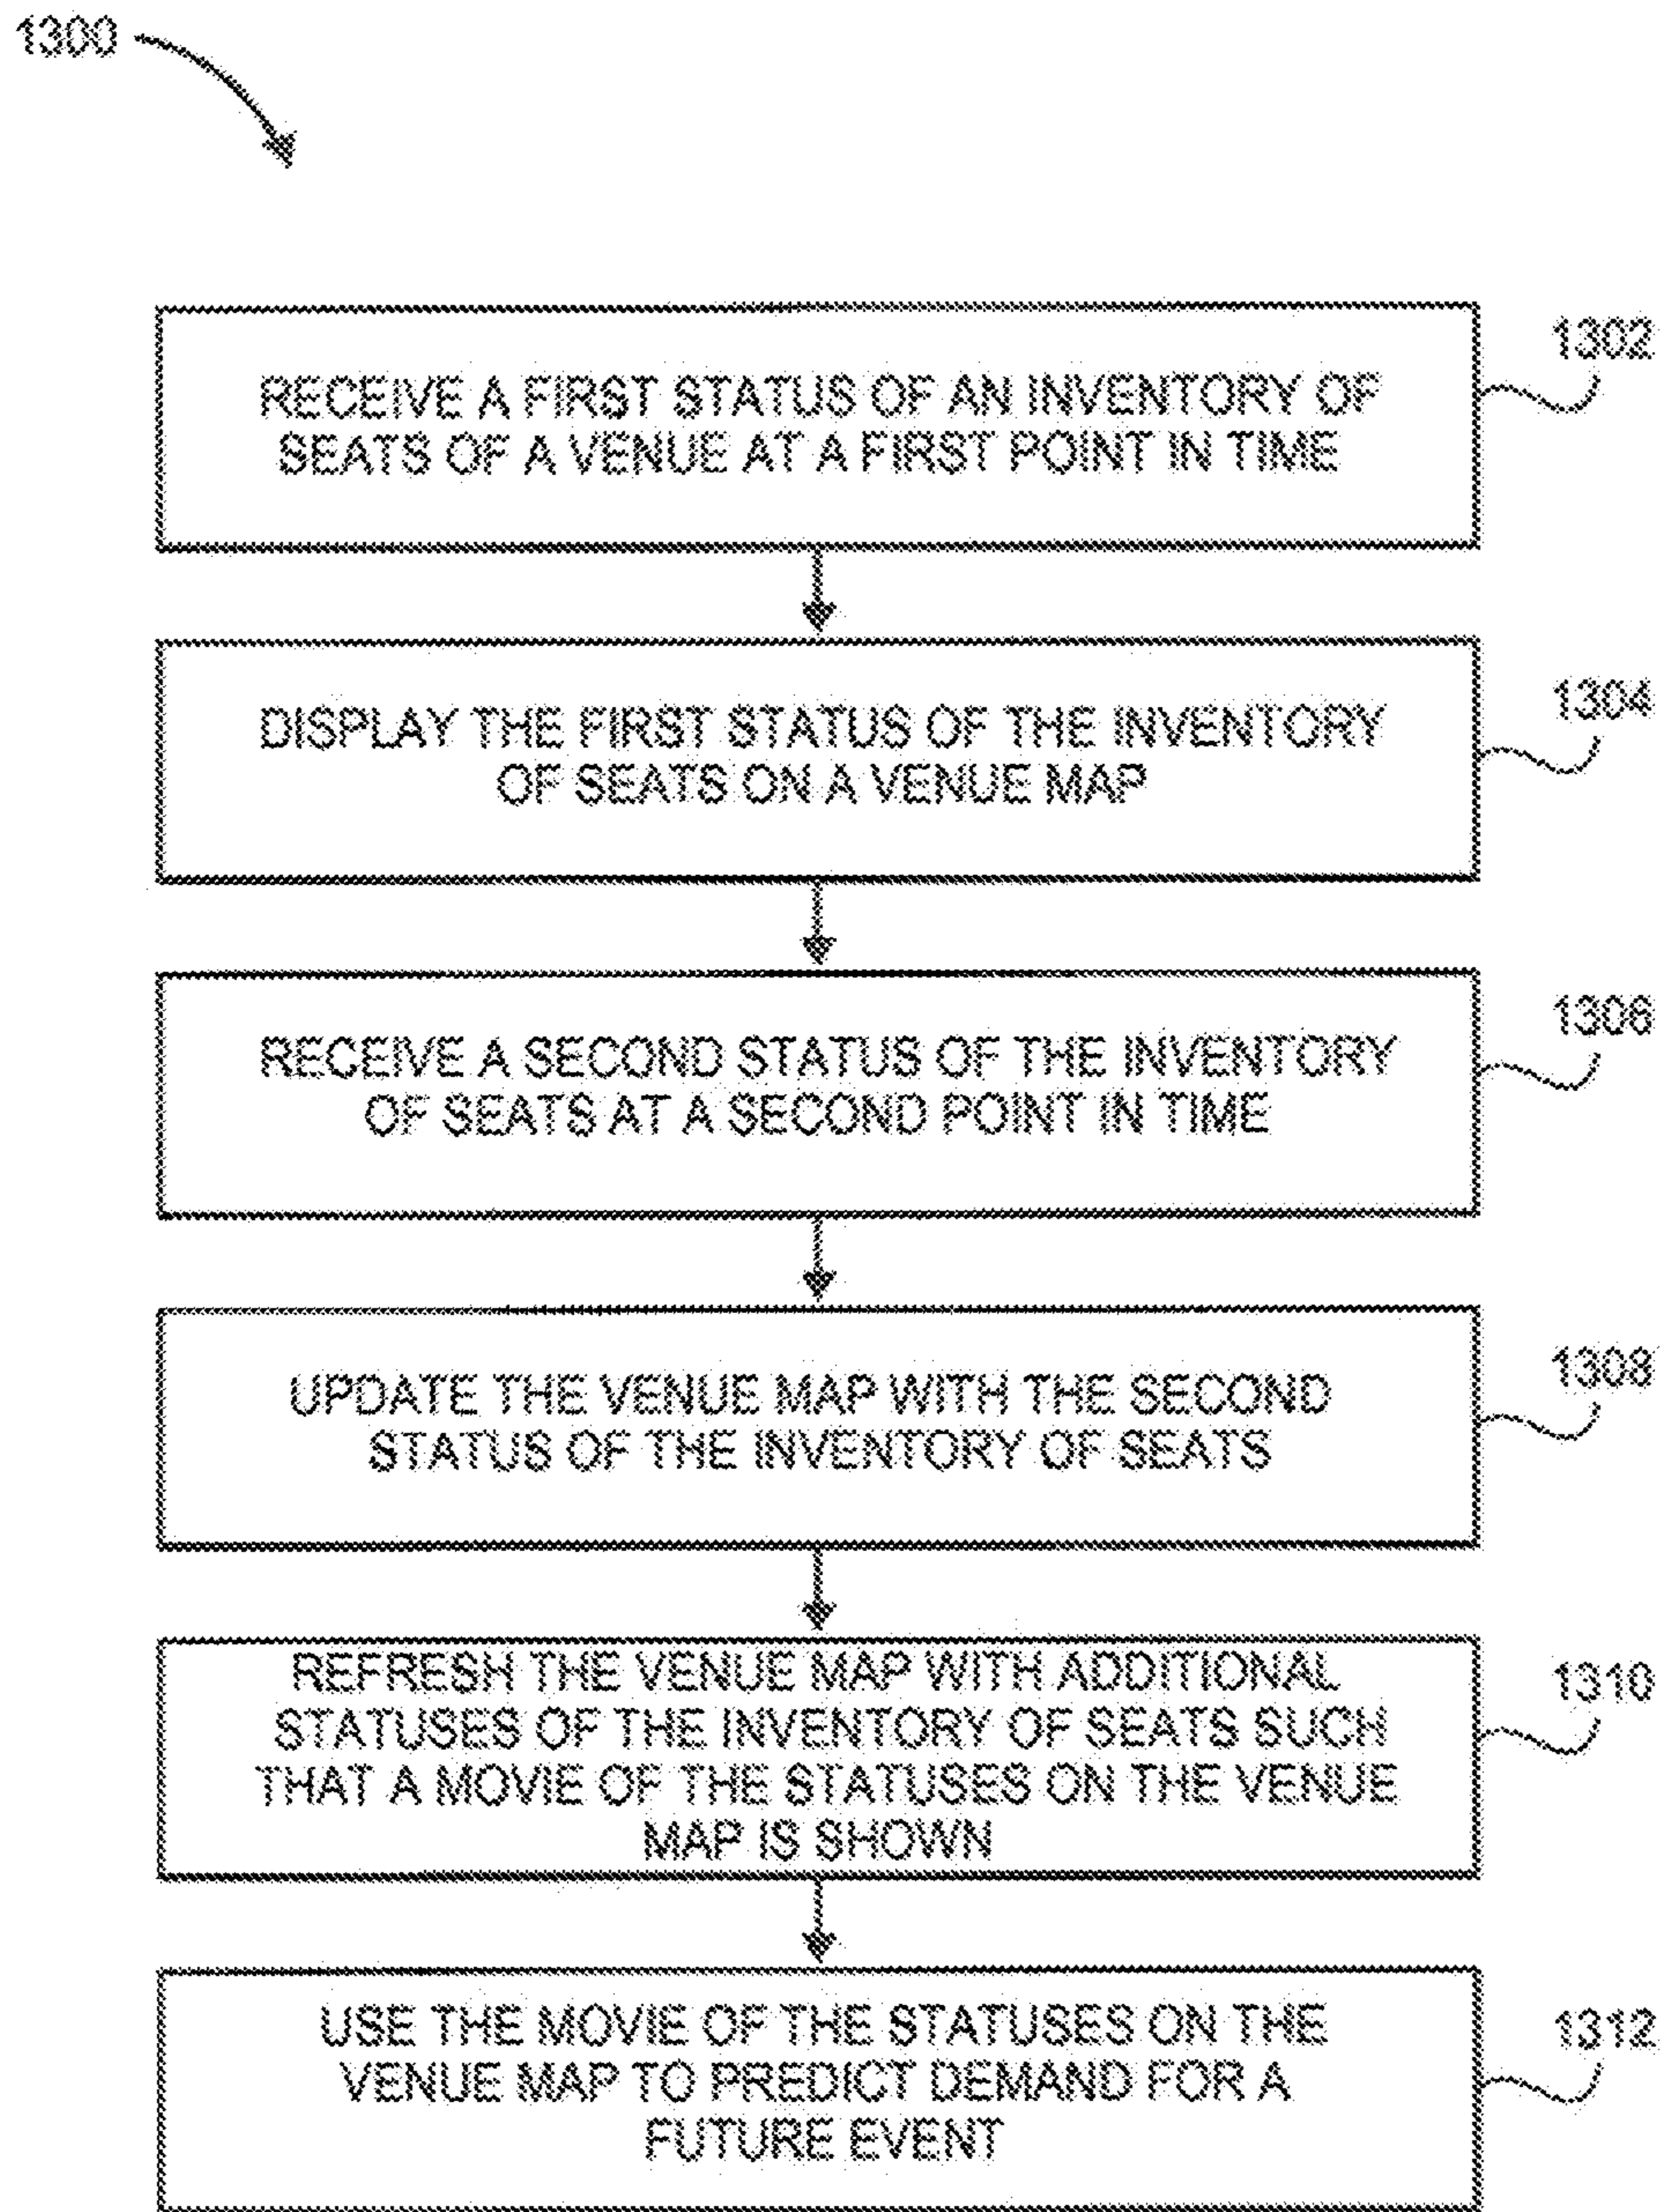 1300
RECEIVE A FIRST STATUS OF AN INVENTORY OF
SEATS OF A VENUE AT A FIRST POINT IN TIME
1302
DISPLAY THE FIRST STATUS OF THE INVENTORY
OF SEATS ON A VENUE MAP
1304
RECEIVE A SECOND STATUS OF THE INVENTORY
OF SEATS AT A SECOND POINT IN TIME
1306
UPDATE THE VENUE MAP WITH THE SECOND
STATUS OF THE INVENTORY OF SEATS
1308
REFRESH THE VENUE MAP WITH ADDITIONAL
STATUSES OF THE INVENTORY OF SEATS SUCH
THAT A MOVIE OF THE STATUSES ON THE VENUE
MAP IS SHOWN
1310
USE THE MOVIE OF THE STATUSES ON THE
VENUE MAP TO PREDICT DEMAND FOR A
FUTURE EVENT
1312